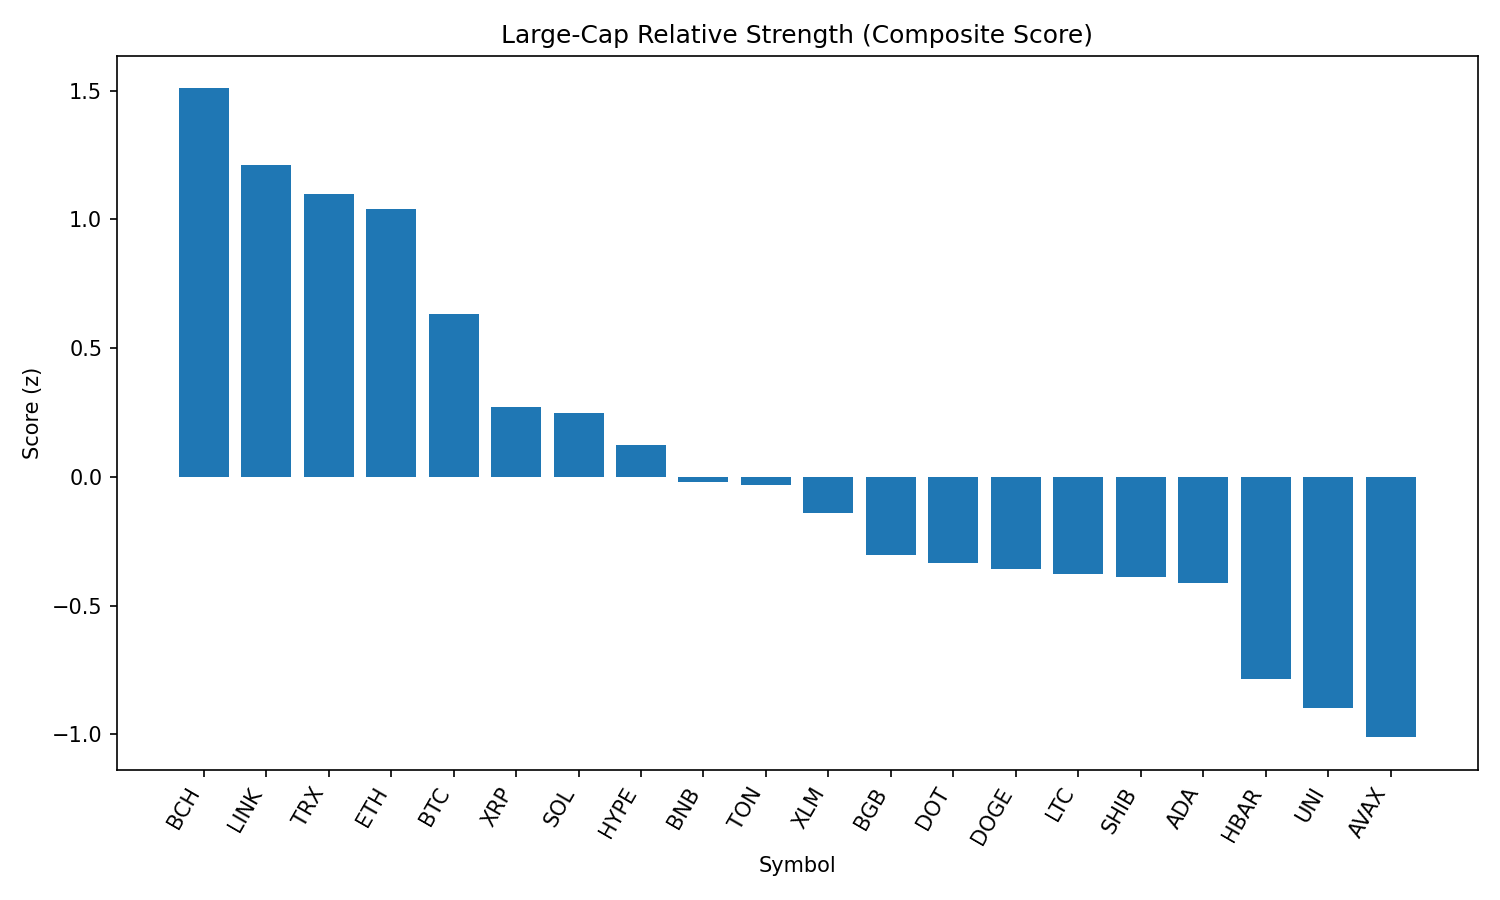 Large-Cap Relative Strength (Composite Score)
Score (z)
1.5
1.0
0.5
0.0
−0.5
−1.0
BCH
LINK
TRX
ETH
BTC
XRP
SOL
HYPE
BNB
TON
XLM
BGB
DOT
DOGE
LTC
SHIB
ADA
HBAR
UNI
AVAX
Symbol